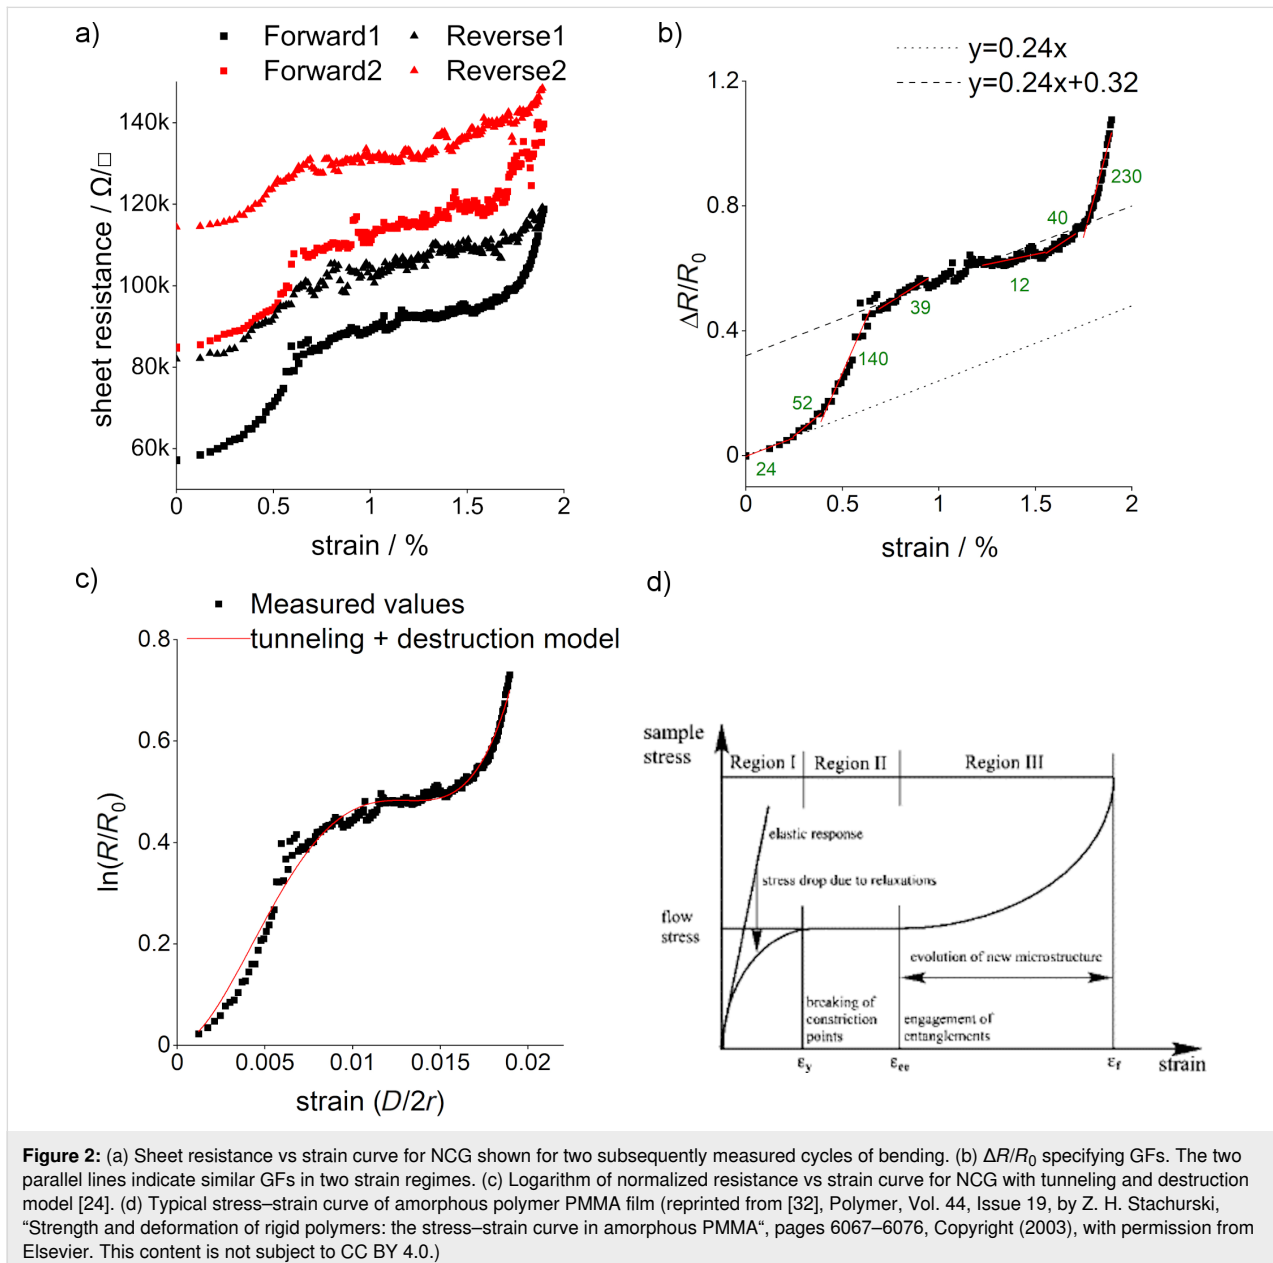 a)
Forward1
Reverse1
Forward2
Reverse2
140k
120k
100k
80k
60k
sheet resistance / Ω/□
0
0.5
1
1.5
2
strain / %
b)
y=0.24x
y=0.24x+0.32
1.2
0.8
0.4
0
ΔR/R0
230
40
12
39
140
52
24
0
0.5
1
1.5
2
strain / %
c)
Measured values
tunneling + destruction model
0.8
0.6
0.4
0.2
0
ln(R/R0)
0
0.005
0.01
0.015
0.02
strain (D/2r)
d)
sample
stress
Region I
Region II
Region III
elastic response
stress drop due to relaxations
flow
stress
evolution of new microstructure
breaking of
constriction
points
engagement of
entanglements
εy
εee
εf
strain
Figure 2: (a) Sheet resistance vs strain curve for NCG shown for two subsequently measured cycles of bending. (b) ΔR/R0 specifying GFs. The two
parallel lines indicate similar GFs in two strain regimes. (c) Logarithm of normalized resistance vs strain curve for NCG with tunneling and destruction
model [24]. (d) Typical stress–strain curve of amorphous polymer PMMA film (reprinted from [32], Polymer, Vol. 44, Issue 19, by Z. H. Stachurski,
“Strength and deformation of rigid polymers: the stress–strain curve in amorphous PMMA“, pages 6067–6076, Copyright (2003), with permission from
Elsevier. This content is not subject to CC BY 4.0.)